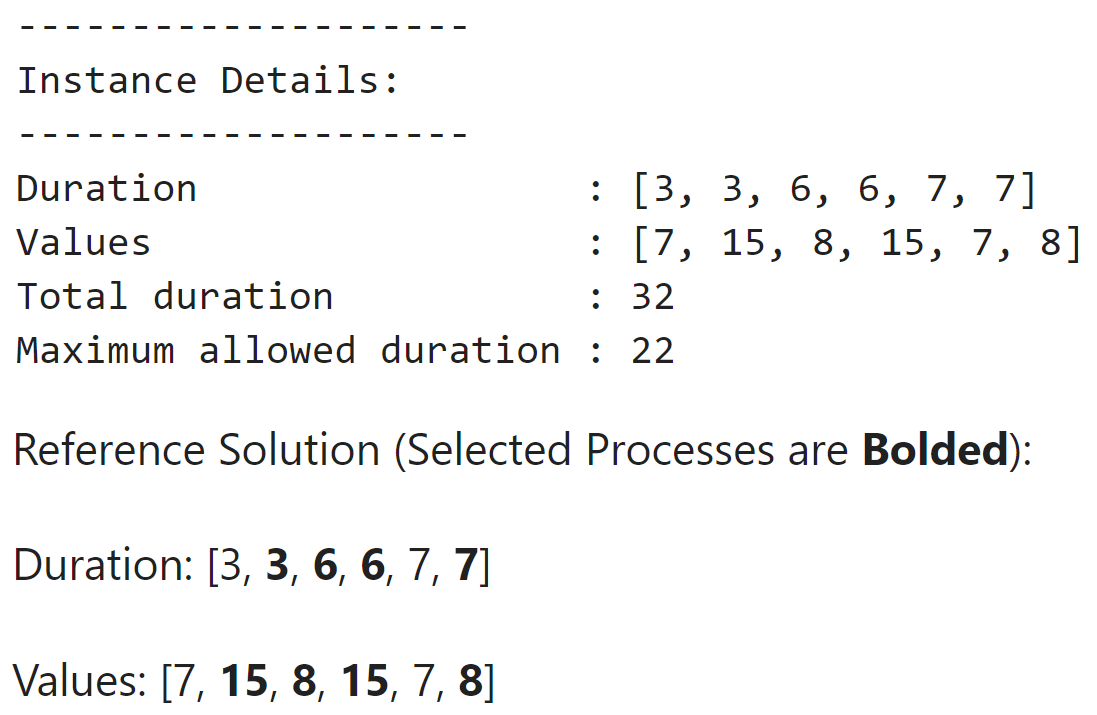 --------------------
Instance Details:
--------------------
Duration                 : [3, 3, 6, 6, 7, 7]
Values                   : [7, 15, 8, 15, 7, 8]
Total duration           : 32
Maximum allowed duration : 22
Reference Solution (Selected Processes are Bolded):
Duration: [3, 3, 6, 6, 7, 7]
Values: [7, 15, 8, 15, 7, 8]